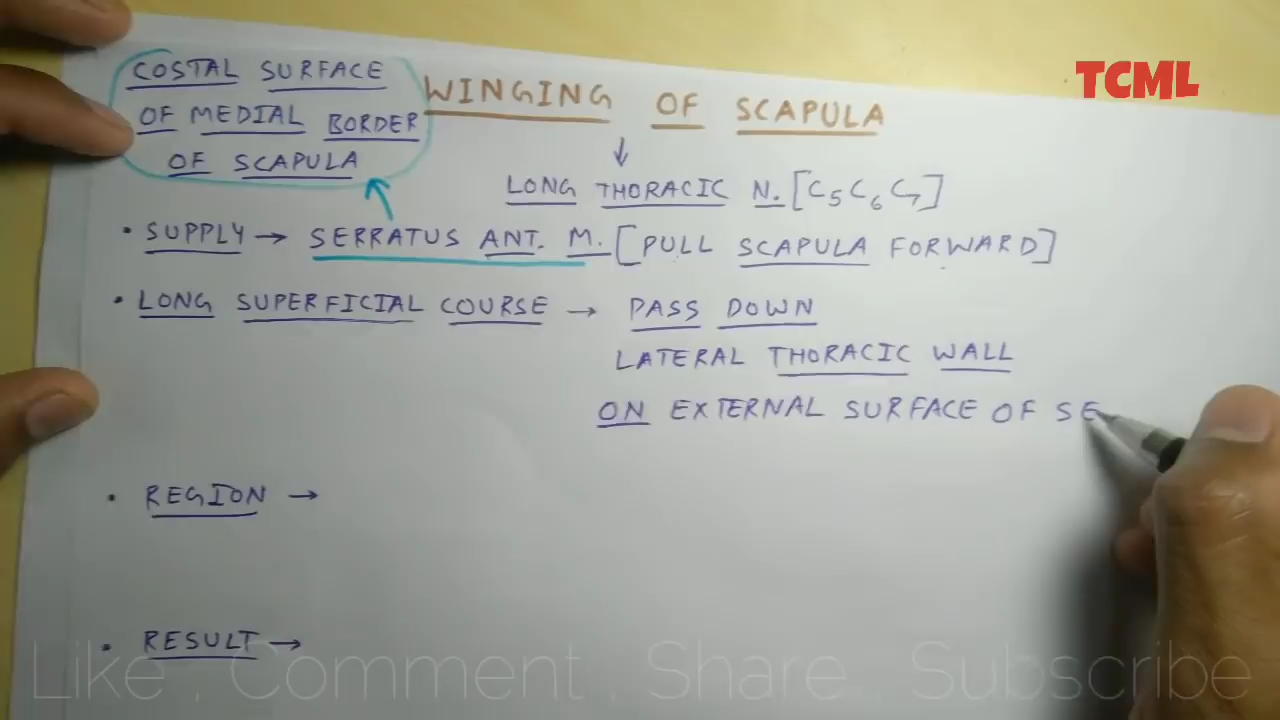 TCML
COSTAL SURFACE
OF MEDIAL BORDER
OF SCAPULA
WINGING OF SCAPULA
↓
LONG THORACIC N. [C5 C6 C7]
• SUPPLY → SERRATUS ANT. M. [PULL SCAPULA FORWARD]
• LONG SUPERFICIAL COURSE → PASS DOWN
LATERAL THORACIC WALL
ON EXTERNAL SURFACE OF SE
• REGION →
• RESULT →
Like , Comment , Share , Subscribe